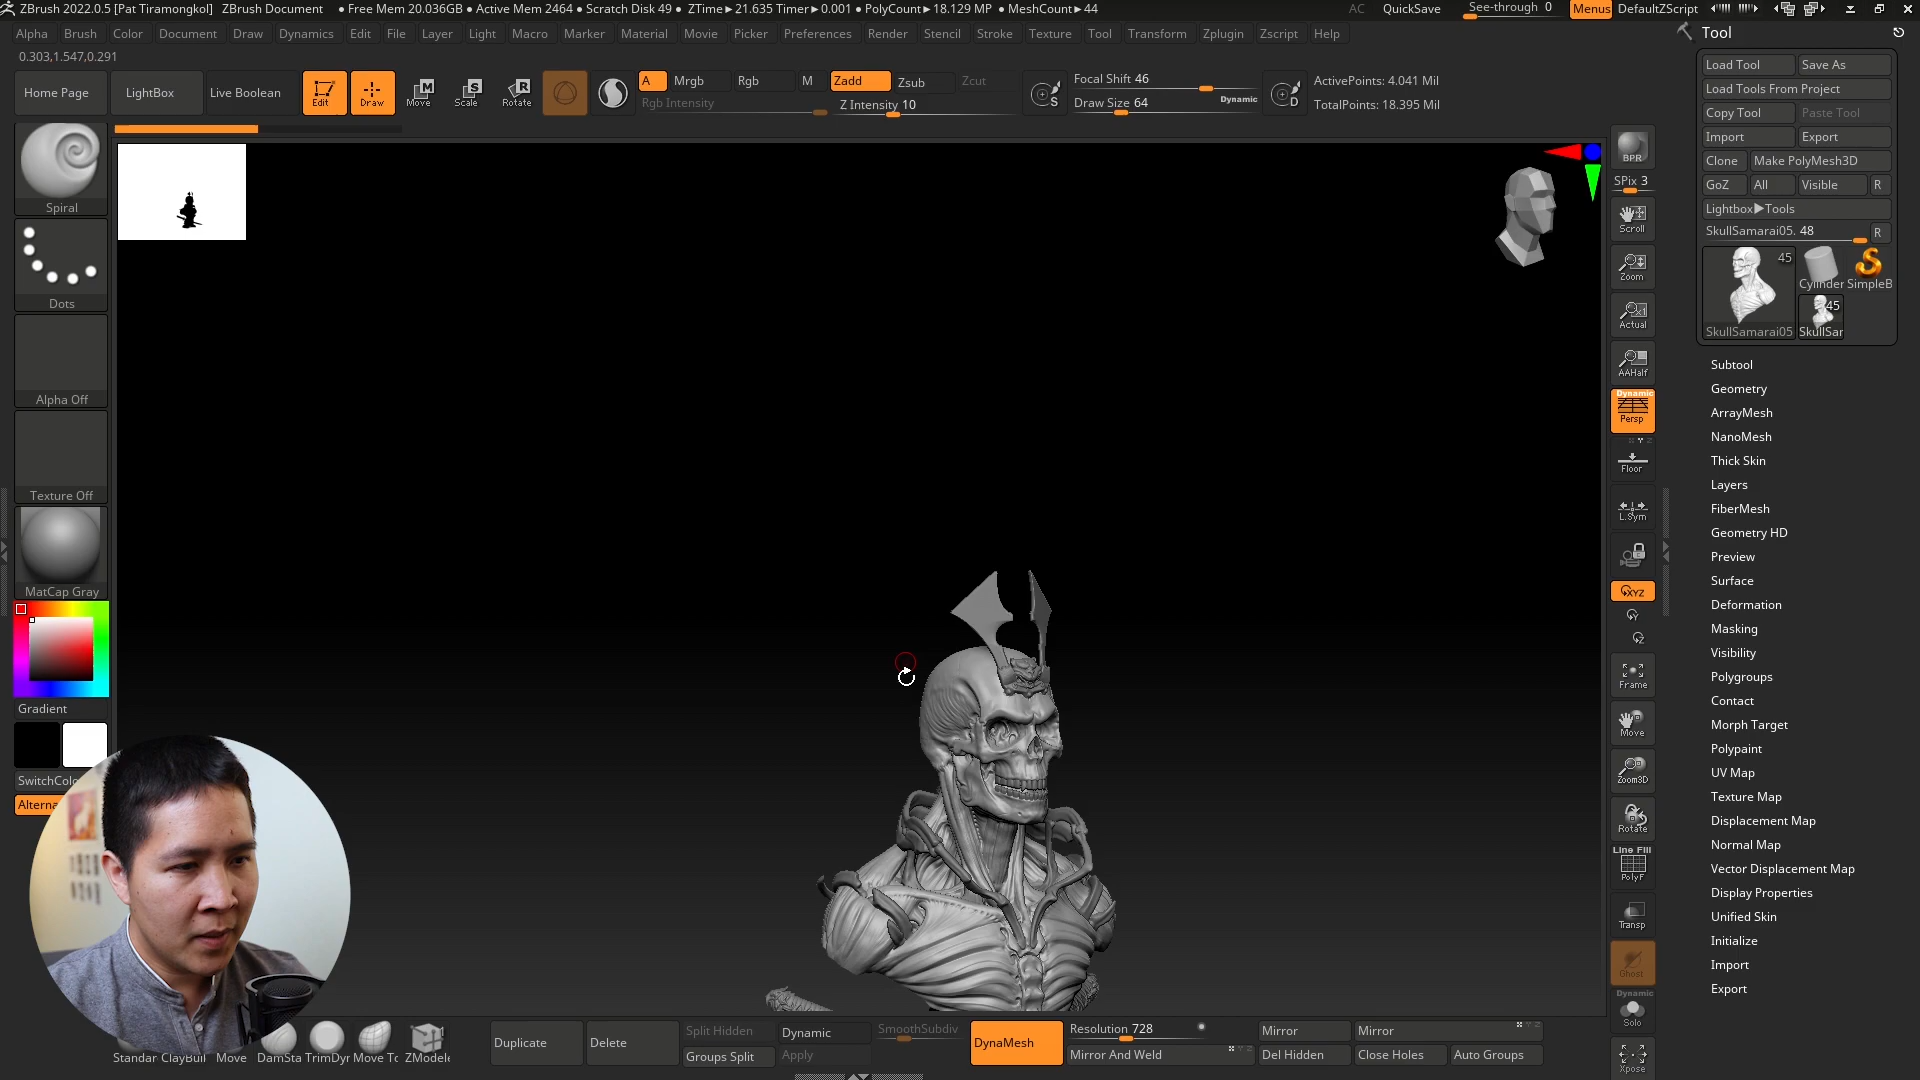 ZBrush 2022.0.5 [Pat Tiramongkol] ZBrush Document ● Free Mem 20.036GB ● Active Mem 2464 ● Scratch Disk 49 ● ZTime▶21.635 Timer▶0.001 ● PolyCount▶18.129 MP ● MeshCount▶44 AC QuickSave See-through 0 Menus DefaultZScript
Alpha Brush Color Document Draw Dynamics Edit File Layer Light Macro Marker Material Movie Picker Preferences Render Stencil Stroke Texture Tool Transform Zplugin Zscript Help
0.303,1.547,0.291
Home Page LightBox Live Boolean Edit Draw Move Scale Rotate
A Mrgb Rgb M Zadd Zsub Zcut
Rgb Intensity Z Intensity 10
Focal Shift 46
Draw Size 64 Dynamic
ActivePoints: 4.041 Mil
TotalPoints: 18.395 Mil
Spiral
Dots
Alpha Off
Texture Off
MatCap Gray
Gradient
SwitchColo
Alterna
BPR
SPix 3
Scroll
Zoom
Actual
AAHalf
Dynamic
Persp
Floor
L.Sym
XYZ
Y
Z
Frame
Move
Zoom3D
Rotate
Line Fill
PolyF
Transp
Ghost
Dynamic
Solo
Xpose
Tool
Load Tool Save As
Load Tools From Project
Copy Tool Paste Tool
Import Export
Clone Make PolyMesh3D
GoZ All Visible R
Lightbox▶Tools
SkullSamarai05. 48 R
45
Cylinder SimpleB
45
SkullSamarai05 SkullSar
Subtool
Geometry
ArrayMesh
NanoMesh
Thick Skin
Layers
FiberMesh
Geometry HD
Preview
Surface
Deformation
Masking
Visibility
Polygroups
Contact
Morph Target
Polypaint
UV Map
Texture Map
Displacement Map
Normal Map
Vector Displacement Map
Display Properties
Unified Skin
Initialize
Import
Export
Standar ClayBuil Move DamSta TrimDyr Move To ZModele
Duplicate Delete
Split Hidden
Groups Split
Dynamic
Apply
SmoothSubdiv
DynaMesh
Resolution 728
Mirror And Weld
Mirror Mirror
Del Hidden Close Holes Auto Groups